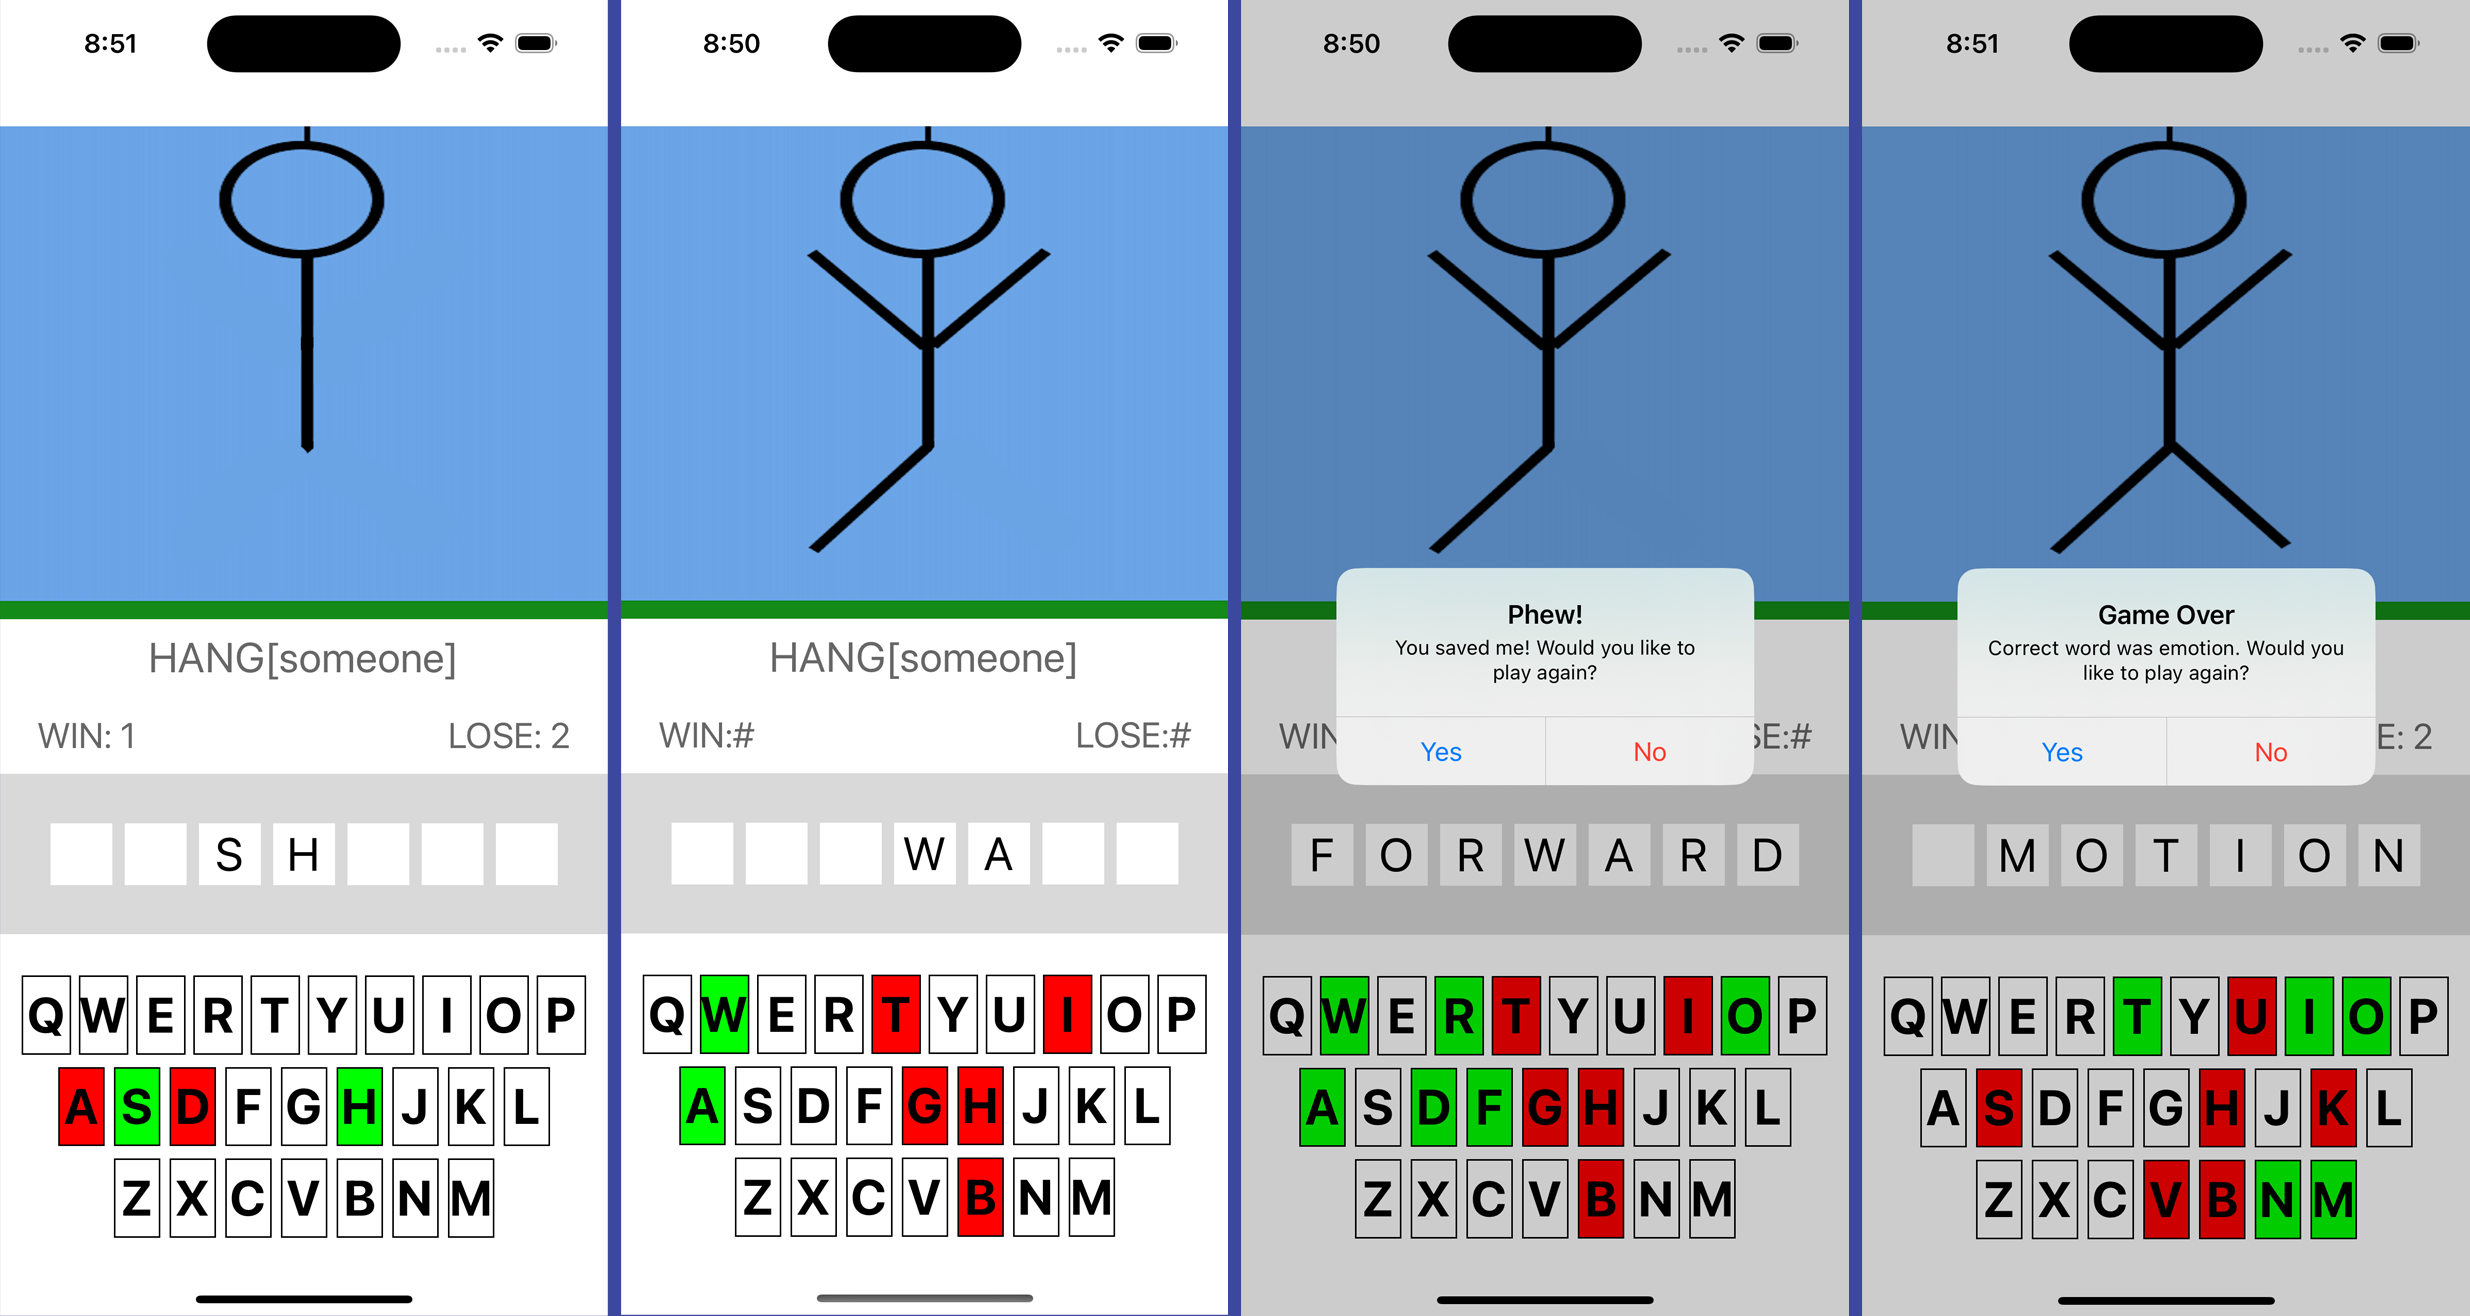 8:51
HANG[someone]
WIN: 1 LOSE: 2
S H
Q W E R T Y U I O P
A S D F G H J K L
Z X C V B N M
8:50
HANG[someone]
WIN:# LOSE:#
W A
Q W E R T Y U I O P
A S D F G H J K L
Z X C V B N M
8:50
Phew!
You saved me! Would you like to
play again?
WIN SE:#
Yes No
F O R W A R D
Q W E R T Y U I O P
A S D F G H J K L
Z X C V B N M
8:51
Game Over
Correct word was emotion. Would you
like to play again?
WIN E: 2
Yes No
M O T I O N
Q W E R T Y U I O P
A S D F G H J K L
Z X C V B N M